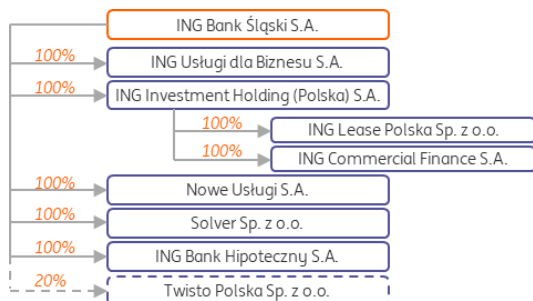 ING Bank Śląski S.A.
100% ING Usługi dla Biznesu S.A.
100% ING Investment Holding (Polska) S.A.
100% ING Lease Polska Sp. z o.o.
100% ING Commercial Finance S.A.
100% Nowe Usługi S.A.
100% Solver Sp. z o.o.
100% ING Bank Hipoteczny S.A.
20% Twisto Polska Sp. z o.o.